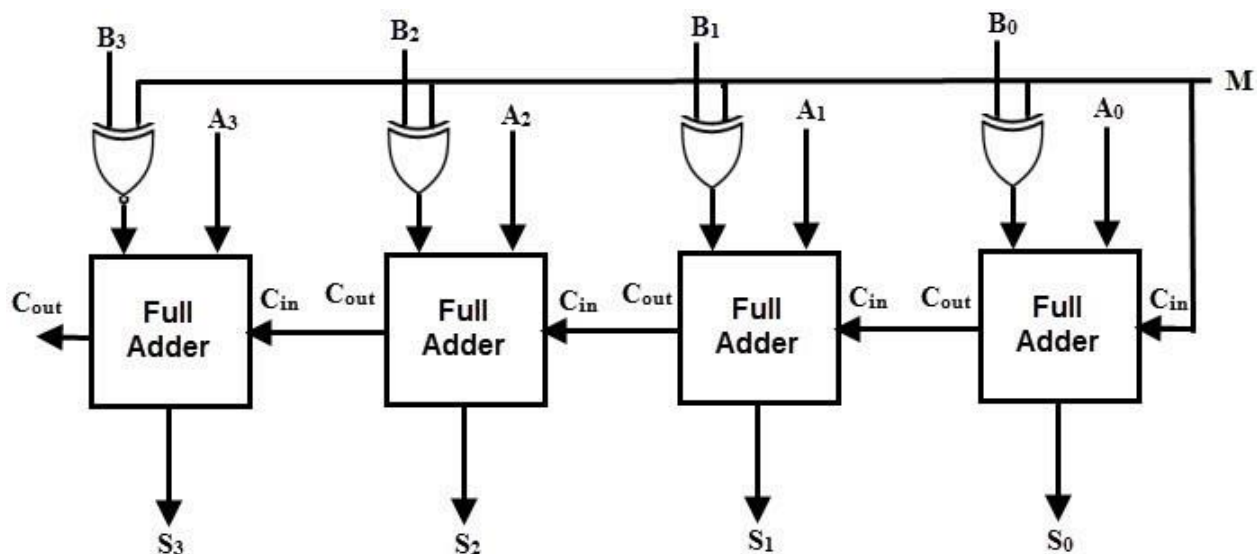 B₃ B₂ B₁ B₀
M
A₃ A₂ A₁ A₀
Cout Full Adder Cin Cout Full Adder Cin Cout Full Adder Cin Cout Full Adder Cin
S₃ S₂ S₁ S₀